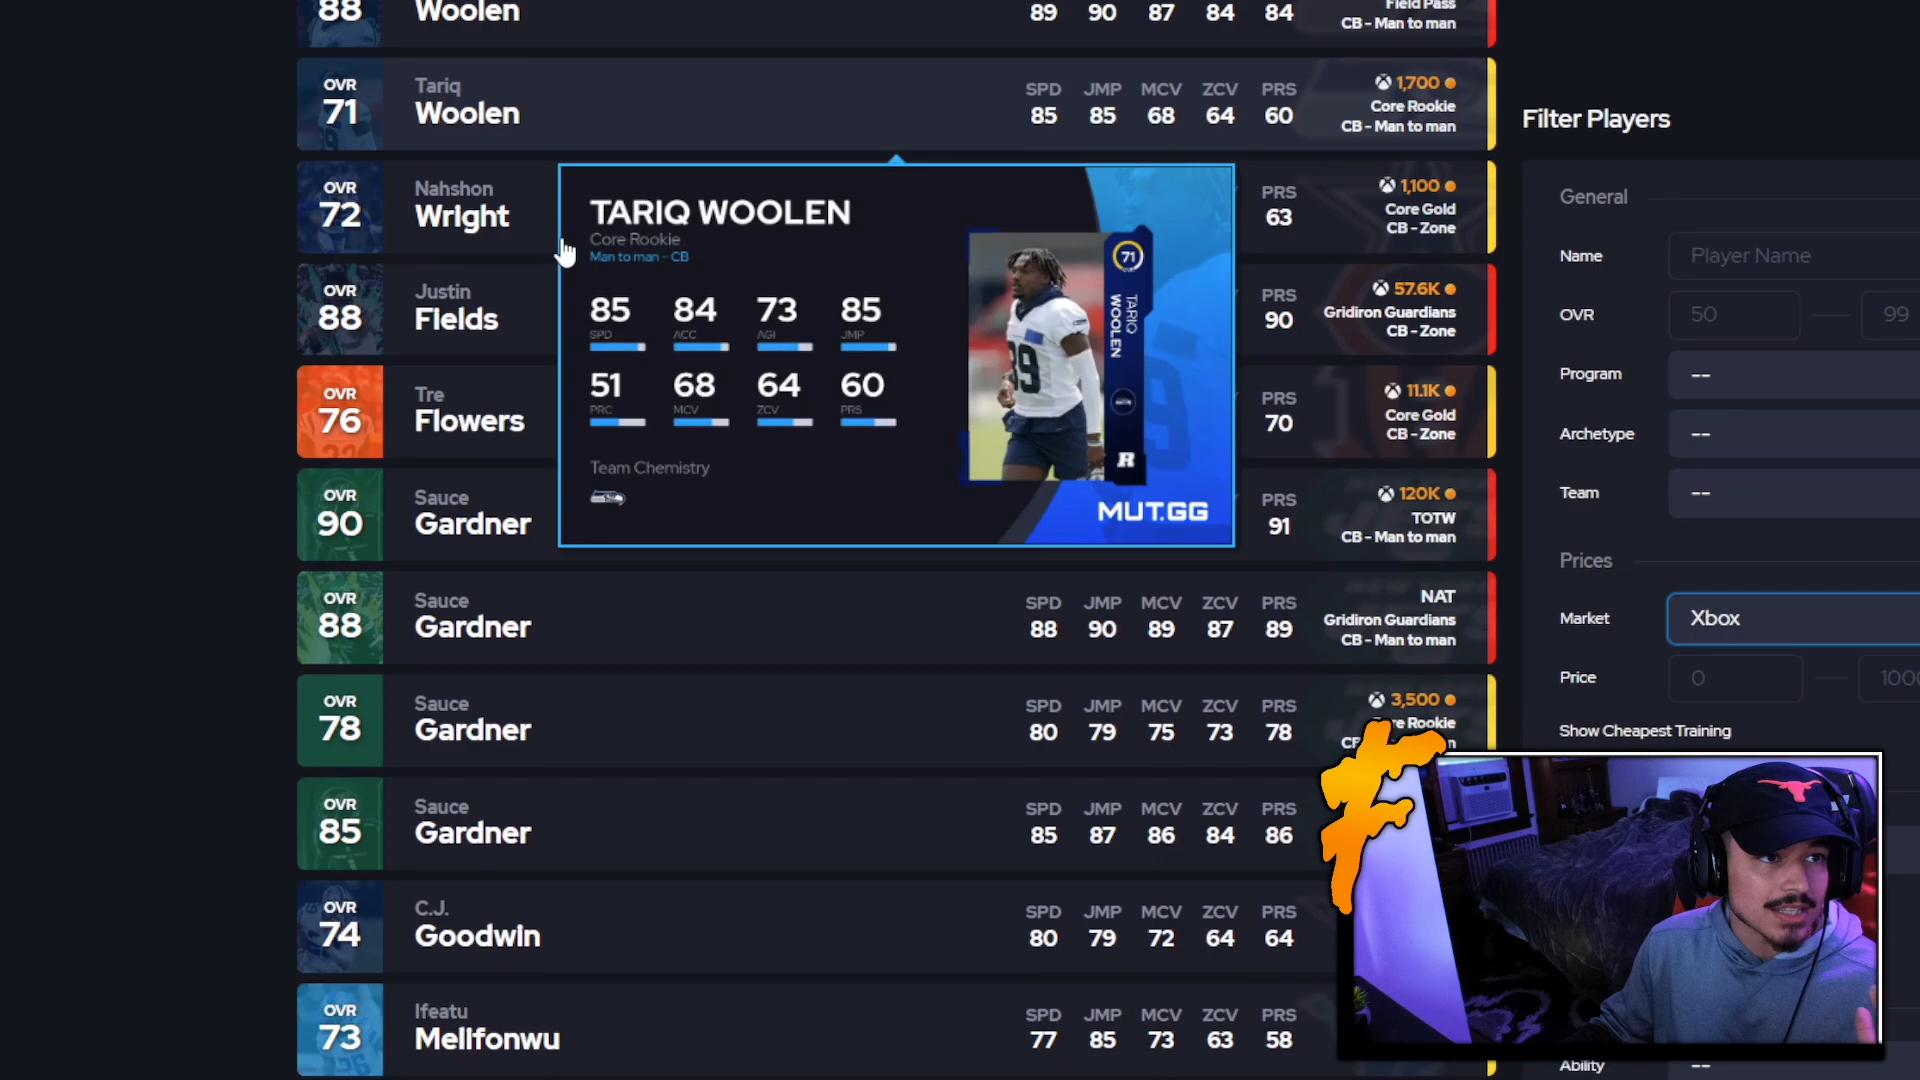 88
Woolen
89 90 87 84 84
Field Pass
CB - Man to man
OVR
71
Tariq
Woolen
SPD JMP MCV ZCV PRS
85 85 68 64 60
1,700
Core Rookie
CB - Man to man
Filter Players
OVR
72
Nahshon
Wright
PRS
63
1,100
Core Gold
CB - Zone
General
Name
Player Name
OVR
50
99
Program
--
Archetype
--
Team
--
TARIQ WOOLEN
Core Rookie
Man to man - CB
85 84 73 85
SPD ACC AGI JMP
51 68 64 60
PRC MCV ZCV PRS
Team Chemistry
71
TARIQ
WOOLEN
39
R
MUT.GG
OVR
88
Justin
Fields
PRS
90
57.6K
Gridiron Guardians
CB - Zone
OVR
76
Tre
Flowers
PRS
70
11.1K
Core Gold
CB - Zone
OVR
90
Sauce
Gardner
PRS
91
120K
TOTW
CB - Man to man
Prices
Market
Xbox
Price
0
Show Cheapest Training
OVR
88
Sauce
Gardner
SPD JMP MCV ZCV PRS
88 90 89 87 89
NAT
Gridiron Guardians
CB - Man to man
OVR
78
Sauce
Gardner
SPD JMP MCV ZCV PRS
80 79 75 73 78
3,500
Rookie
OVR
85
Sauce
Gardner
SPD JMP MCV ZCV PRS
85 87 86 84 86
F
OVR
74
C.J.
Goodwin
SPD JMP MCV ZCV PRS
80 79 72 64 64
OVR
73
Ifeatu
Melifonwu
SPD JMP MCV ZCV PRS
77 85 73 63 58
Ability
--